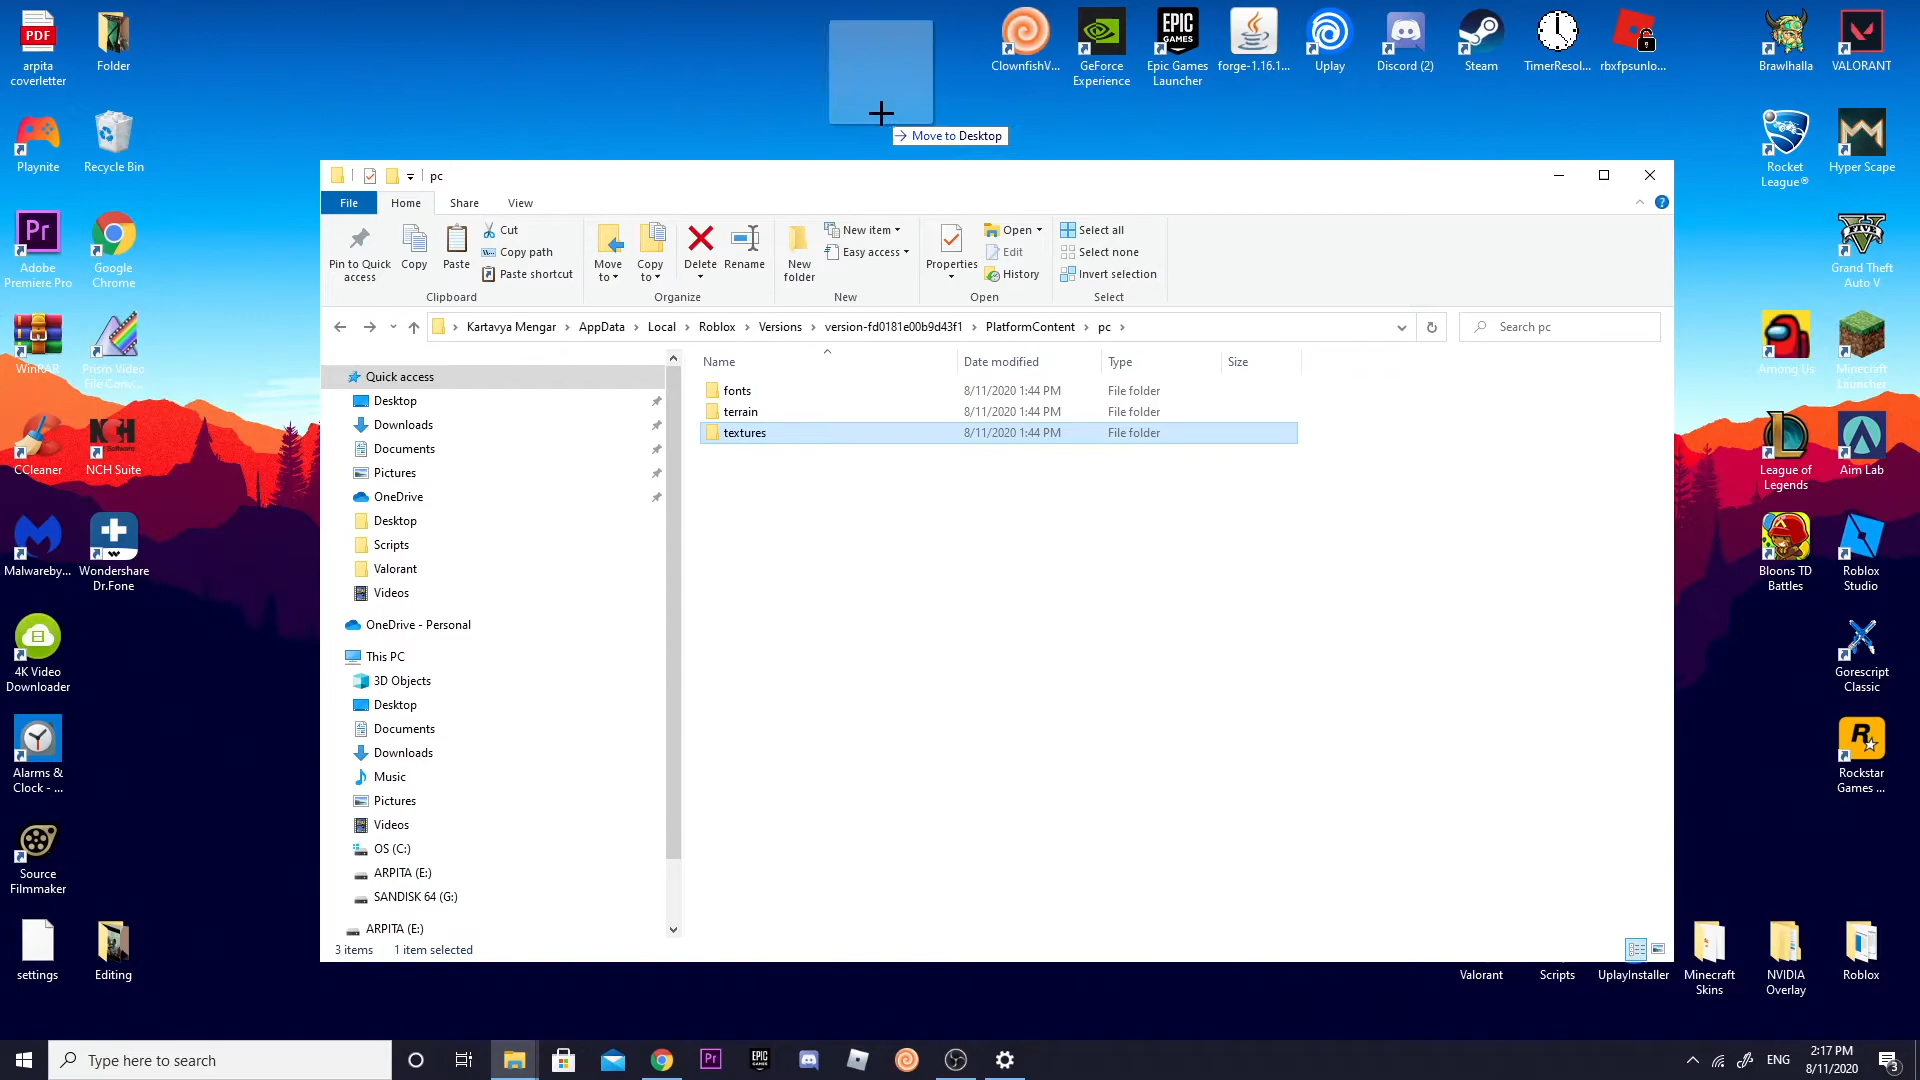 arpita
coverletter
Folder
ClownfishV...
GeForce
Experience
Epic Games
Launcher
forge-1.16.1...
Uplay
Discord (2)
Steam
TimerResol...
rbxfpsunlo...
Brawlhalla
VALORANT
Move to Desktop
Playnite
Recycle Bin
Rocket
League®
Hyper Scape
pc
File
Home
Share
View
Pin to Quick
access
Copy
Paste
Cut
Copy path
Paste shortcut
Clipboard
Move
to
Copy
to
Delete
Rename
Organize
New
folder
New item
Easy access
New
Properties
Open
Edit
History
Open
Select all
Select none
Invert selection
Select
Adobe
Premiere Pro
Google
Chrome
Grand Theft
Auto V
Kartavya Mengar
AppData
Local
Roblox
Versions
version-fd0181e00b9d43f1
PlatformContent
pc
Search pc
WinRAR
Prism Video
File Conv...
Among Us
Minecraft
Launcher
Name
Date modified
Type
Size
fonts 8/11/2020 1:44 PM File folder
terrain 8/11/2020 1:44 PM File folder
textures 8/11/2020 1:44 PM File folder
Quick access
Desktop
Downloads
Documents
Pictures
OneDrive
Desktop
Scripts
Valorant
Videos
OneDrive - Personal
This PC
3D Objects
Desktop
Documents
Downloads
Music
Pictures
Videos
OS (C:)
ARPITA (E:)
SANDISK 64 (G:)
ARPITA (E:)
3 items
1 item selected
CCleaner
NCH Suite
League of
Legends
Aim Lab
Malwareby...
Wondershare
Dr.Fone
Bloons TD
Battles
Roblox
Studio
4K Video
Downloader
Gorescript
Classic
Alarms &
Clock - ...
Rockstar
Games ...
Source
Filmmaker
settings
Editing
Valorant
Scripts
UplayInstaller
Minecraft
Skins
NVIDIA
Overlay
Roblox
Type here to search
ENG
2:17 PM
8/11/2020
3